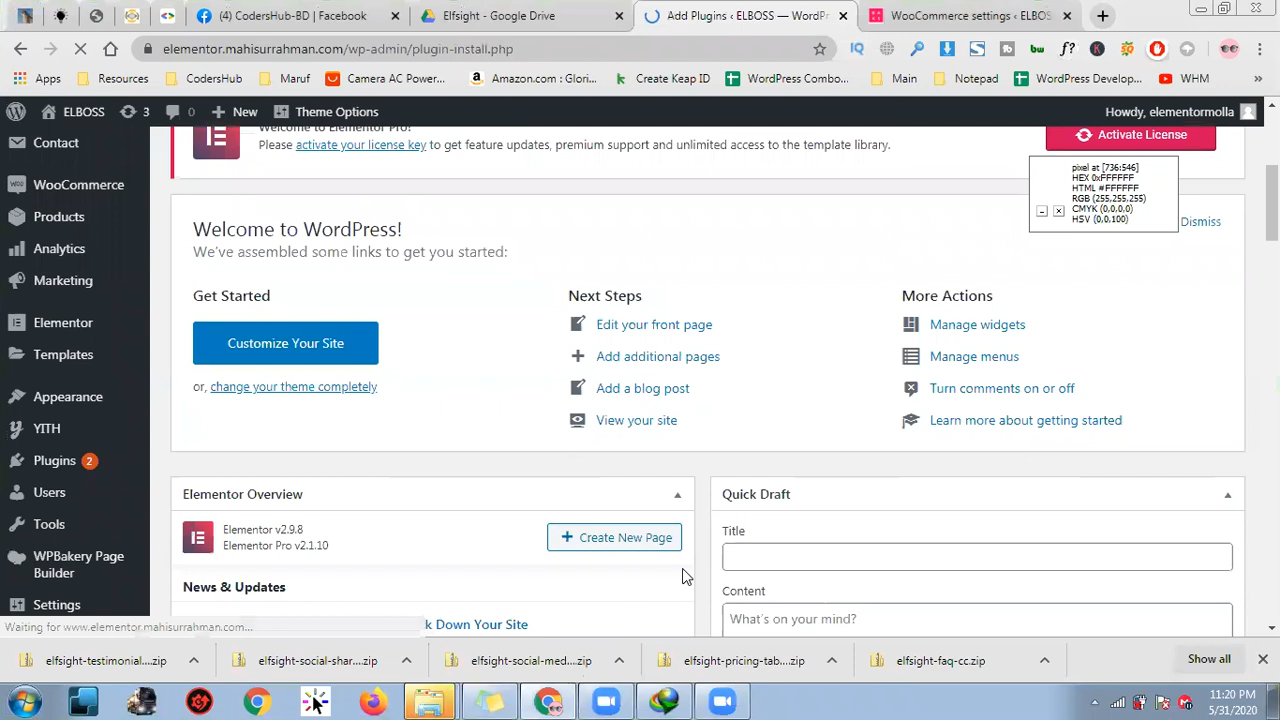 (4) CodersHub-BD | Facebook
Elfsight - Google Drive
Add Plugins ‹ ELBOSS — WordPr
WooCommerce settings ‹ ELBOS
elementor.mahisurrahman.com/wp-admin/plugin-install.php
Apps
Resources
CodersHub
Maruf
Camera AC Powe...
Amazon.com : Glori...
Create Keap ID
WordPress Combo...
Main
Notepad
WordPress Develop...
WHM
ELBOSS
3
0
New
Theme Options
Howdy, elementormolla
Contact
WooCommerce
Products
Analytics
Marketing
Elementor
Templates
Appearance
YITH
Plugins 2
Users
Tools
WPBakery Page
Builder
Settings
Welcome to Elementor Pro!
Please activate your license key to get feature updates, premium support and unlimited access to the template library.
Activate License
pixel at [736:546]
HEX 0xFFFFFF
HTML #FFFFFF
RGB (255,255,255)
CMYK (0,0,0,0)
HSV (0,0,100)
Dismiss
Welcome to WordPress!
We've assembled some links to get you started:
Get Started
Customize Your Site
or, change your theme completely
Next Steps
Edit your front page
Add additional pages
Add a blog post
View your site
More Actions
Manage widgets
Manage menus
Turn comments on or off
Learn more about getting started
Elementor Overview
Elementor v2.9.8
Elementor Pro v2.1.10
Create New Page
News & Updates
k Down Your Site
Quick Draft
Title
Content
What's on your mind?
Waiting for www.elementor.mahisurrahman.com...
elfsight-testimonial....zip
elfsight-social-shar....zip
elfsight-social-med....zip
elfsight-pricing-tab....zip
elfsight-faq-cc.zip
Show all
11:20 PM
5/31/2020